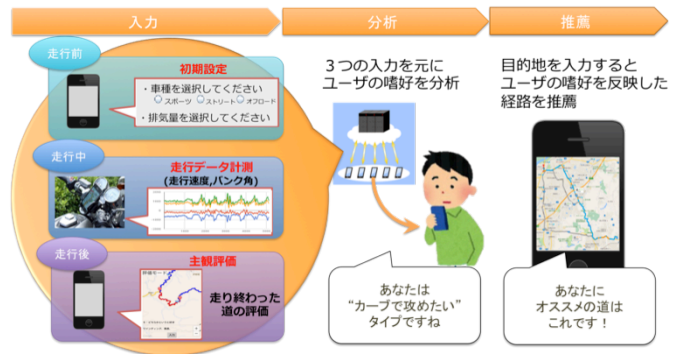 入力
分析
推薦
走行前
初期設定
・車種を選択してください
スポーツ ストリート オフロード
・排気量を選択してください
走行中
走行データ計測
(走行速度,バンク角)
走行後
主観評価
評価モード
走り終わった
道の評価
３つの入力を元に
ユーザの嗜好を分析
あなたは
“カーブで攻めたい”
タイプですね
目的地を入力すると
ユーザの嗜好を反映した
経路を推薦
あなたに
オススメの道は
これです！